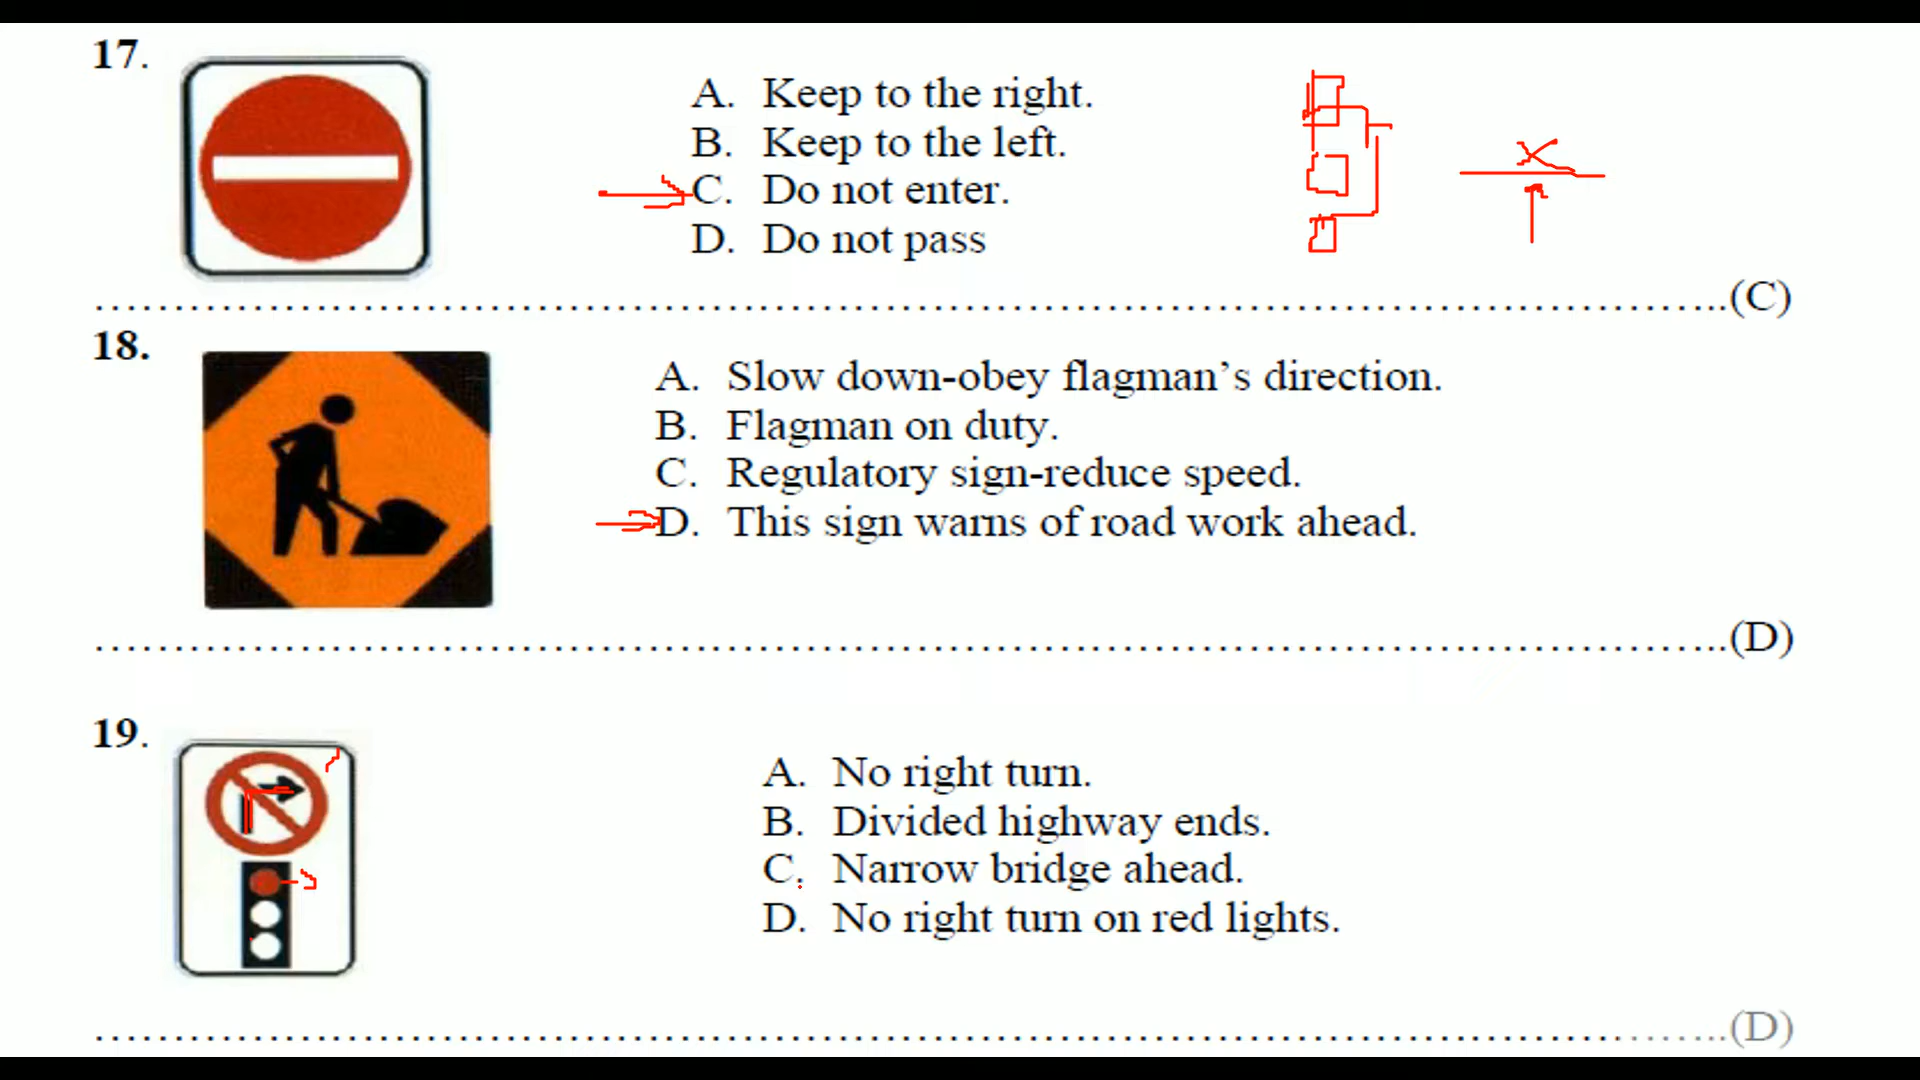 17.
A. Keep to the right.
B. Keep to the left.
C. Do not enter.
D. Do not pass
(C)
18.
A. Slow down-obey flagman’s direction.
B. Flagman on duty.
C. Regulatory sign-reduce speed.
D. This sign warns of road work ahead.
(D)
19.
A. No right turn.
B. Divided highway ends.
C. Narrow bridge ahead.
D. No right turn on red lights.
(D)